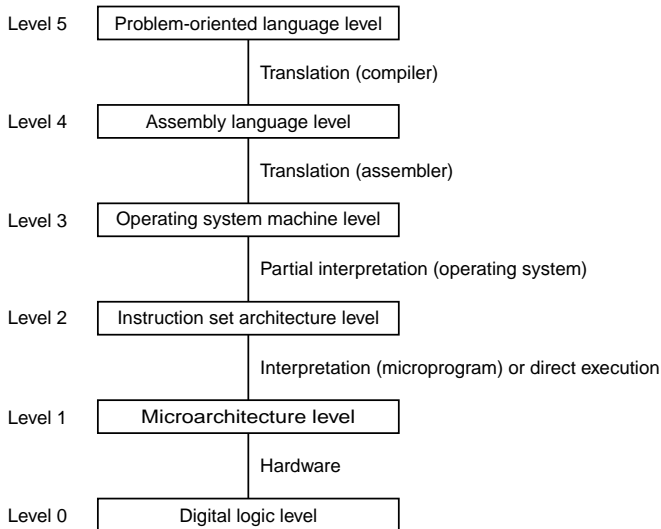 Level 5 Problem-oriented language level
Translation (compiler)
Level 4 Assembly language level
Translation (assembler)
Level 3 Operating system machine level
Partial interpretation (operating system)
Level 2 Instruction set architecture level
Interpretation (microprogram) or direct execution
Level 1 Microarchitecture level
Hardware
Level 0 Digital logic level